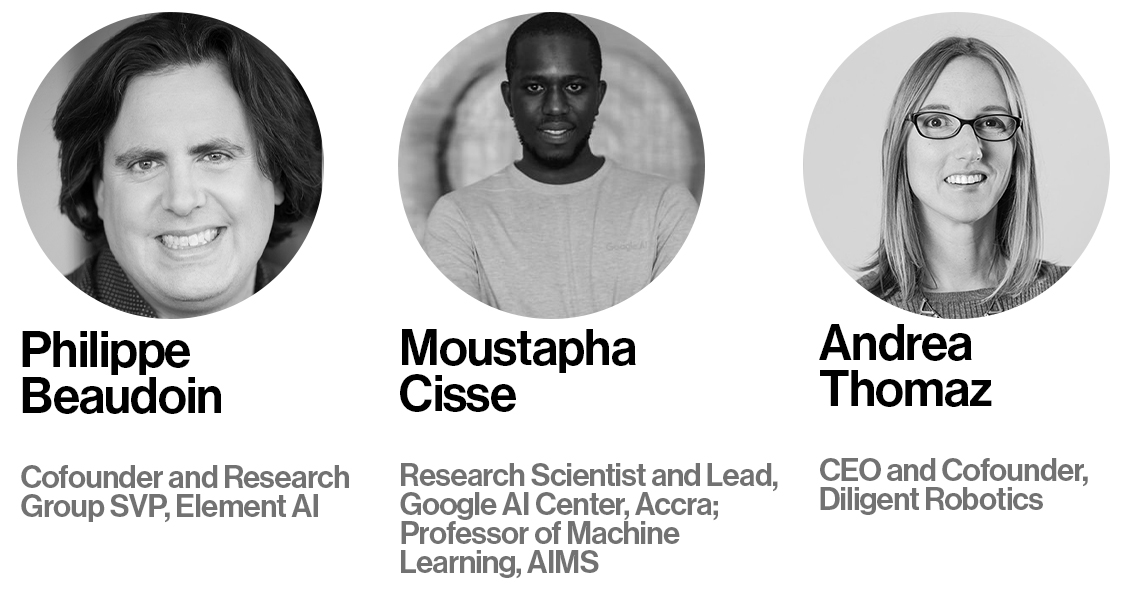 Philippe
Beaudoin
Cofounder and Research
Group SVP, Element AI
Moustapha
Cisse
Research Scientist and Lead,
Google AI Center, Accra;
Professor of Machine
Learning, AIMS
Andrea
Thomaz
CEO and Cofounder,
Diligent Robotics